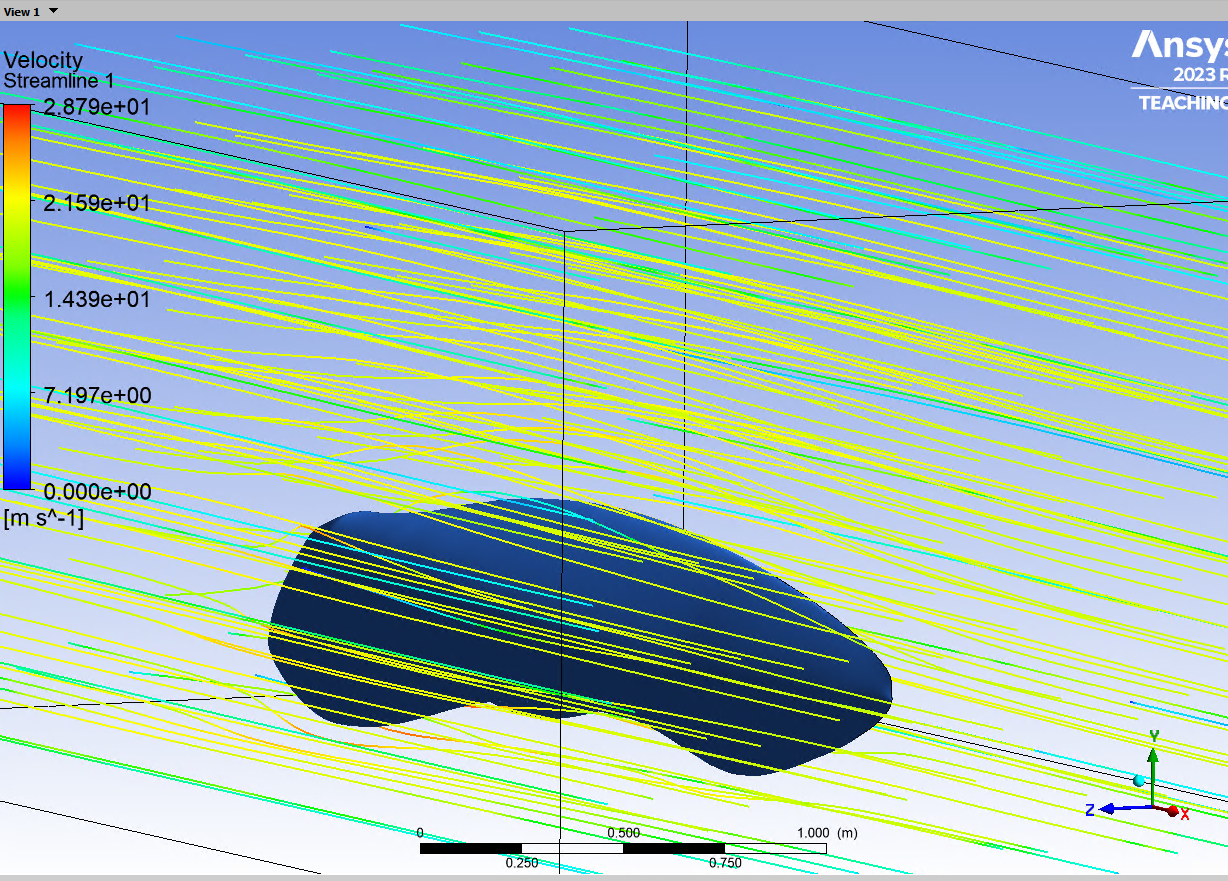 View 1
Velocity
Streamline 1
2.879e+01
2.159e+01
1.439e+01
7.197e+00
0.000e+00
[m s^-1]
Ansys
2023 R
TEACHING
Y
Z
X
0 0.500 1.000 (m)
0.250 0.750